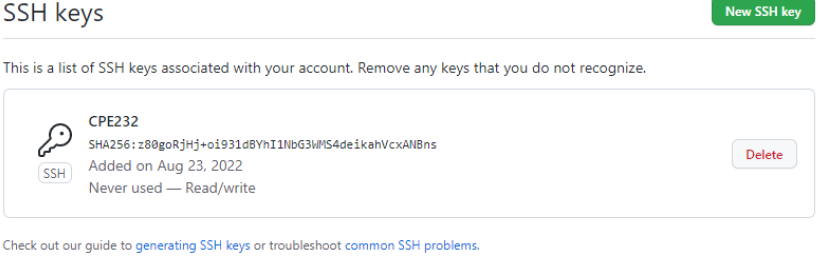 SSH keys
New SSH key
This is a list of SSH keys associated with your account. Remove any keys that you do not recognize.
CPE232
SHA256:z80goRjHj+oi931dBYhI1NbG3WMS4deikahVcxANBns
Added on Aug 23, 2022
Never used — Read/write
SSH
Delete
Check out our guide to generating SSH keys or troubleshoot common SSH problems.